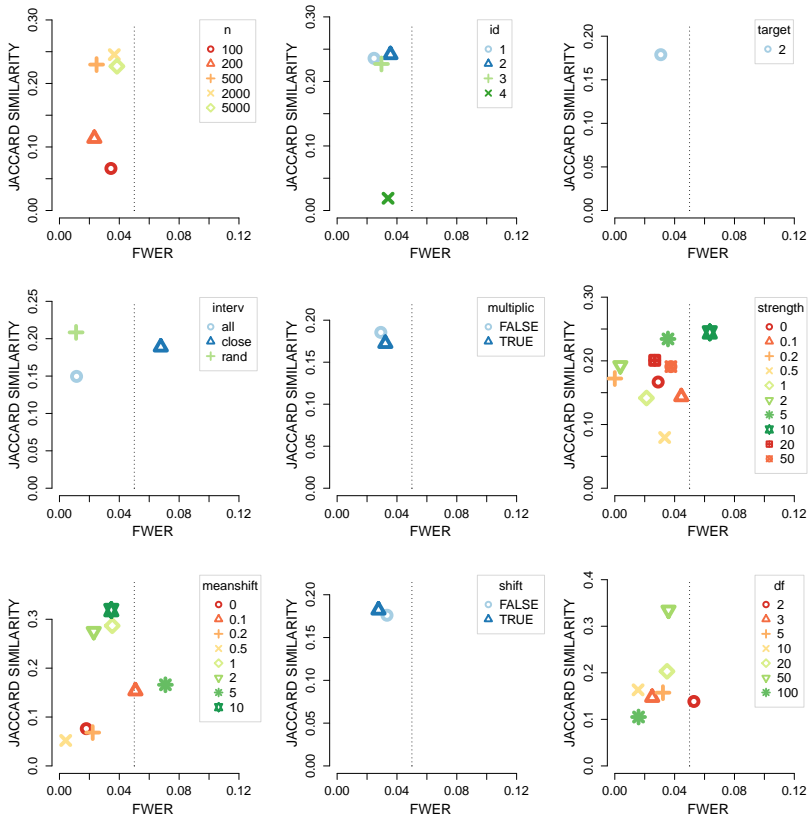 n
100
200
500
2000
5000
JACCARD SIMILARITY
0.00
0.10
0.20
0.30
0.00 0.04 0.08 0.12
FWER
id
1
2
3
4
JACCARD SIMILARITY
0.00
0.05
0.10
0.15
0.20
0.25
0.30
0.00 0.04 0.08 0.12
FWER
target
2
JACCARD SIMILARITY
0.00
0.05
0.10
0.15
0.20
0.00 0.04 0.08 0.12
FWER
interv
all
close
rand
JACCARD SIMILARITY
0.00
0.05
0.10
0.15
0.20
0.25
0.00 0.04 0.08 0.12
FWER
multiplic
FALSE
TRUE
JACCARD SIMILARITY
0.00
0.05
0.10
0.15
0.20
0.00 0.04 0.08 0.12
FWER
strength
0
0.1
0.2
0.5
1
2
5
10
20
50
JACCARD SIMILARITY
0.00
0.10
0.20
0.30
0.00 0.04 0.08 0.12
FWER
meanshift
0
0.1
0.2
0.5
1
2
5
10
JACCARD SIMILARITY
0.0
0.1
0.2
0.3
0.00 0.04 0.08 0.12
FWER
shift
FALSE
TRUE
JACCARD SIMILARITY
0.00
0.05
0.10
0.15
0.20
0.00 0.04 0.08 0.12
FWER
df
2
3
5
10
20
50
100
JACCARD SIMILARITY
0.0
0.1
0.2
0.3
0.4
0.00 0.04 0.08 0.12
FWER